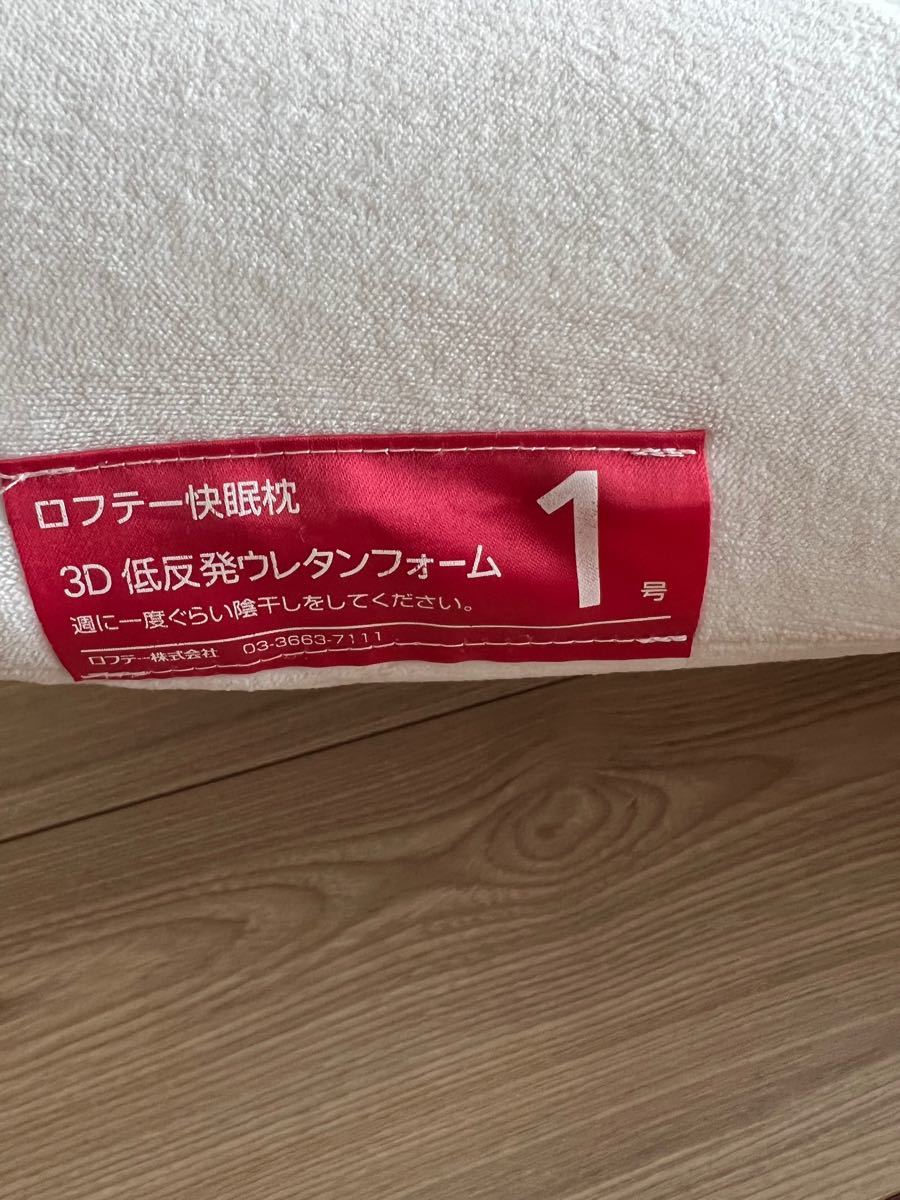 ロフテー快眠枕
3D 低反発ウレタンフォーム
1号
週に一度ぐらい陰干しをしてください。
ロフテー株式会社 03-3663-7111